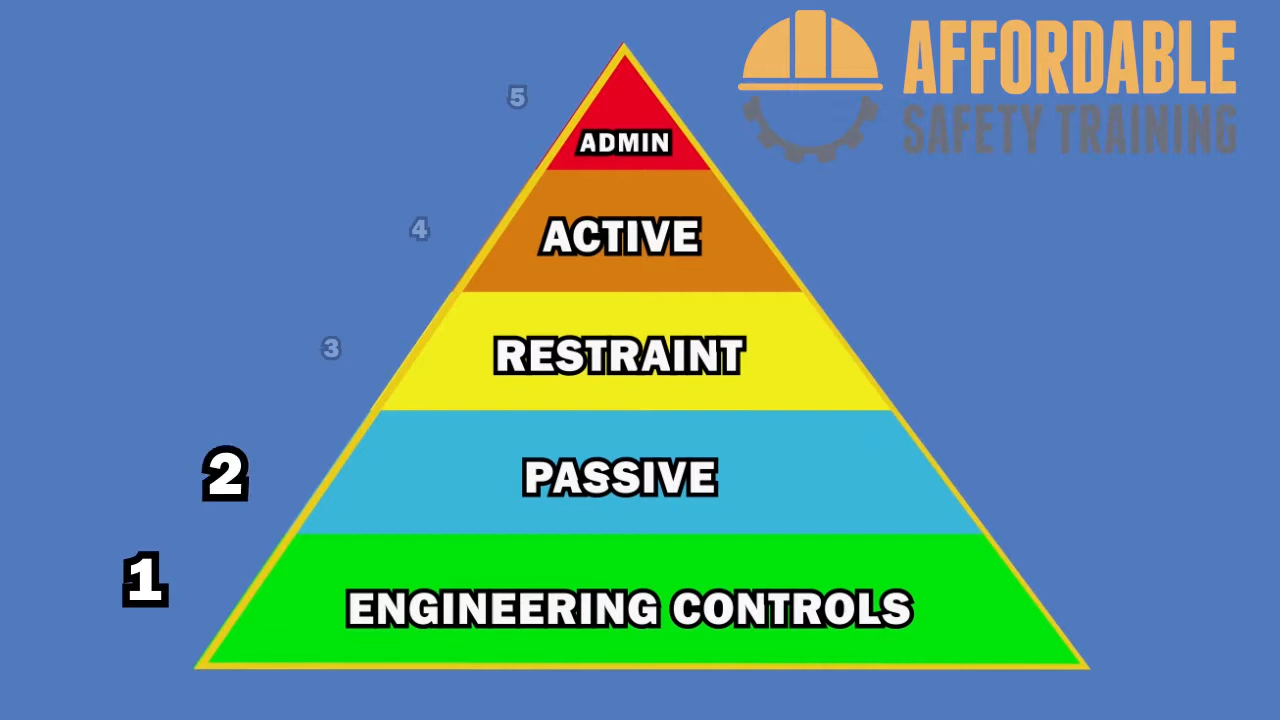 AFFORDABLE
SAFETY TRAINING
5
ADMIN
4
ACTIVE
3
RESTRAINT
2
PASSIVE
1
ENGINEERING CONTROLS